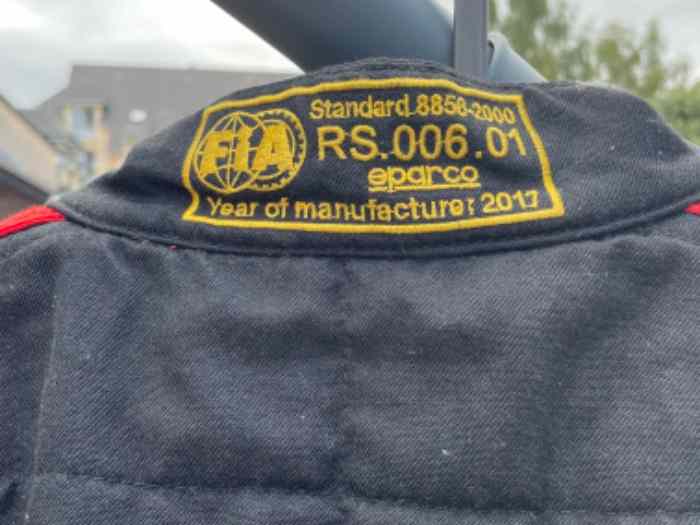 FIA
Standard 8856-2000
RS.006.01
sparco
Year of manufacture: 2017